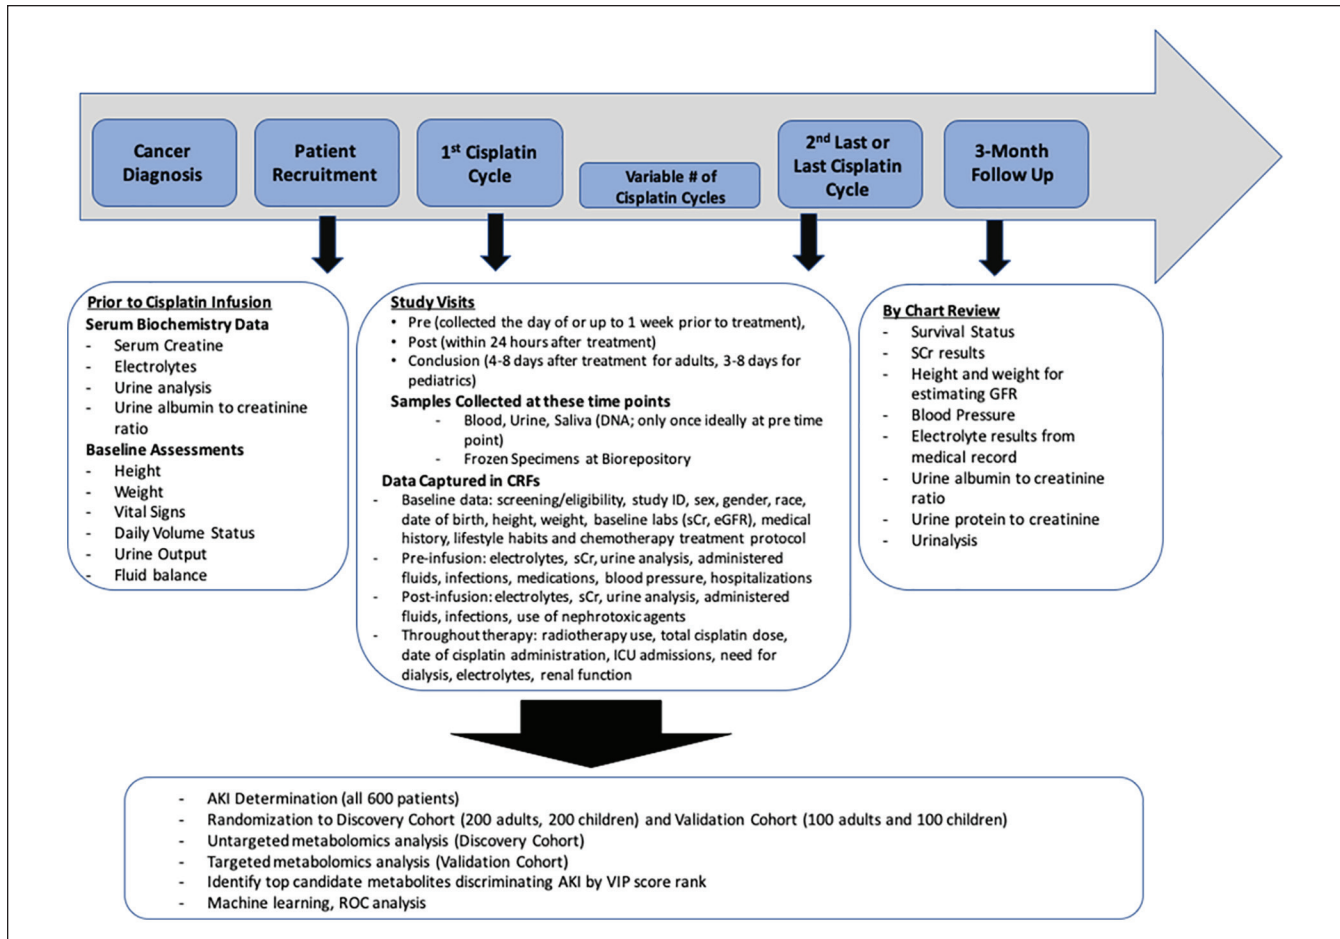 Cancer
Diagnosis
Patient
Recruitment
1st Cisplatin
Cycle
Variable # of
Cisplatin Cycles
2nd Last or
Last Cisplatin
Cycle
3-Month
Follow Up
Prior to Cisplatin Infusion
Serum Biochemistry Data
- Serum Creatine
- Electrolytes
- Urine analysis
- Urine albumin to creatinine
ratio
Baseline Assessments
- Height
- Weight
- Vital Signs
- Daily Volume Status
- Urine Output
- Fluid balance
Study Visits
• Pre (collected the day of or up to 1 week prior to treatment),
• Post (within 24 hours after treatment)
• Conclusion (4-8 days after treatment for adults, 3-8 days for
pediatrics)
Samples Collected at these time points
- Blood, Urine, Saliva (DNA; only once ideally at pre time
point)
- Frozen Specimens at Biorepository
Data Captured in CRFs
- Baseline data: screening/eligibility, study ID, sex, gender, race,
date of birth, height, weight, baseline labs (sCr, eGFR), medical
history, lifestyle habits and chemotherapy treatment protocol
- Pre-infusion: electrolytes, sCr, urine analysis, administered
fluids, infections, medications, blood pressure, hospitalizations
- Post-infusion: electrolytes, sCr, urine analysis, administered
fluids, infections, use of nephrotoxic agents
- Throughout therapy: radiotherapy use, total cisplatin dose,
date of cisplatin administration, ICU admissions, need for
dialysis, electrolytes, renal function
By Chart Review
- Survival Status
- SCr results
- Height and weight for
estimating GFR
- Blood Pressure
- Electrolyte results from
medical record
- Urine albumin to creatinine
ratio
- Urine protein to creatinine
- Urinalysis
- AKI Determination (all 600 patients)
- Randomization to Discovery Cohort (200 adults, 200 children) and Validation Cohort (100 adults and 100 children)
- Untargeted metabolomics analysis (Discovery Cohort)
- Targeted metabolomics analysis (Validation Cohort)
- Identify top candidate metabolites discriminating AKI by VIP score rank
- Machine learning, ROC analysis